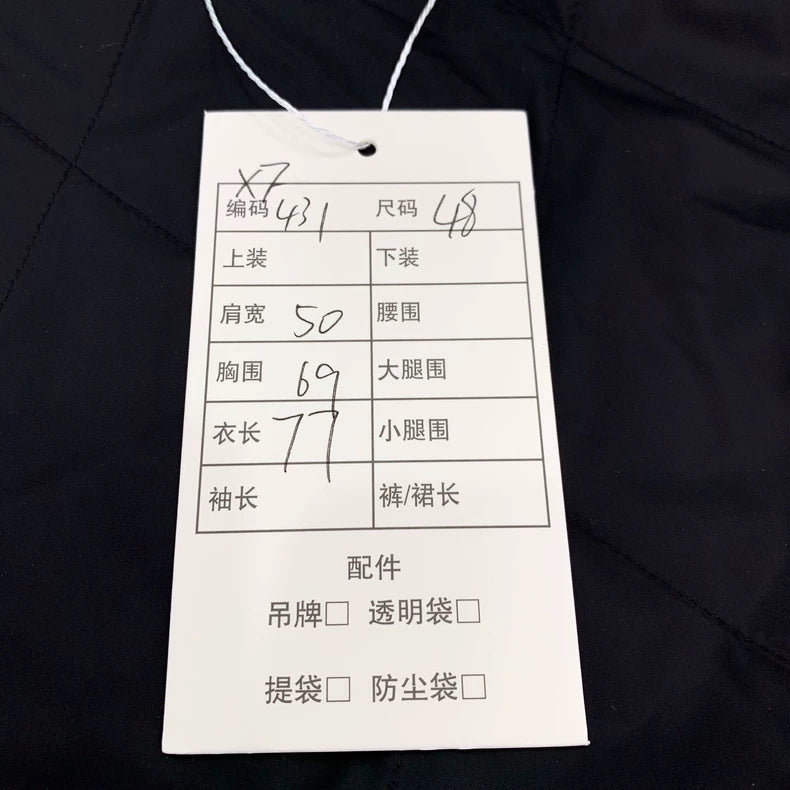 X7
编码 431 尺码 48
上装 下装
肩宽 50 腰围
胸围 69 大腿围
衣长 77 小腿围
袖长 裤/裙长
配件
吊牌□ 透明袋□
提袋□ 防尘袋□